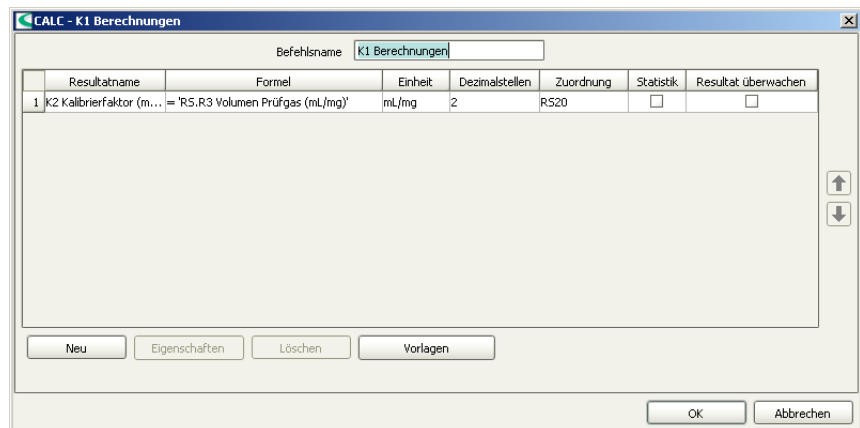 CALC - K1 Berechnungen
Befehlsname K1 Berechnungen
Resultatname Formel Einheit Dezimalstellen Zuordnung Statistik Resultat überwachen
1 K2 Kalibrierfaktor (m... = 'RS.R3 Volumen Prüfgas (mL/mg)' mL/mg 2 RS20
Neu Eigenschaften Löschen Vorlagen
OK Abbrechen